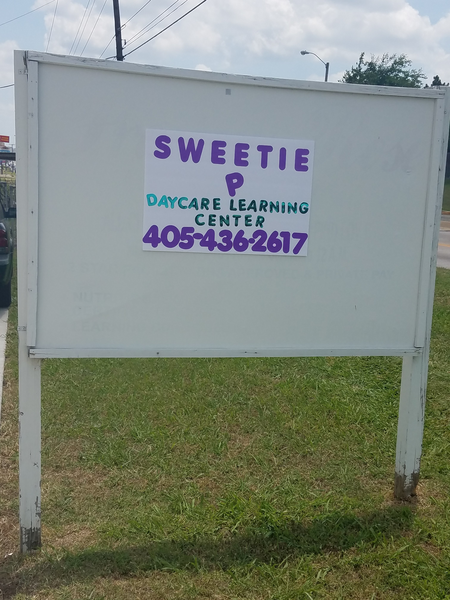 SWEETIE
P
DAYCARE LEARNING
CENTER
405-436-2617